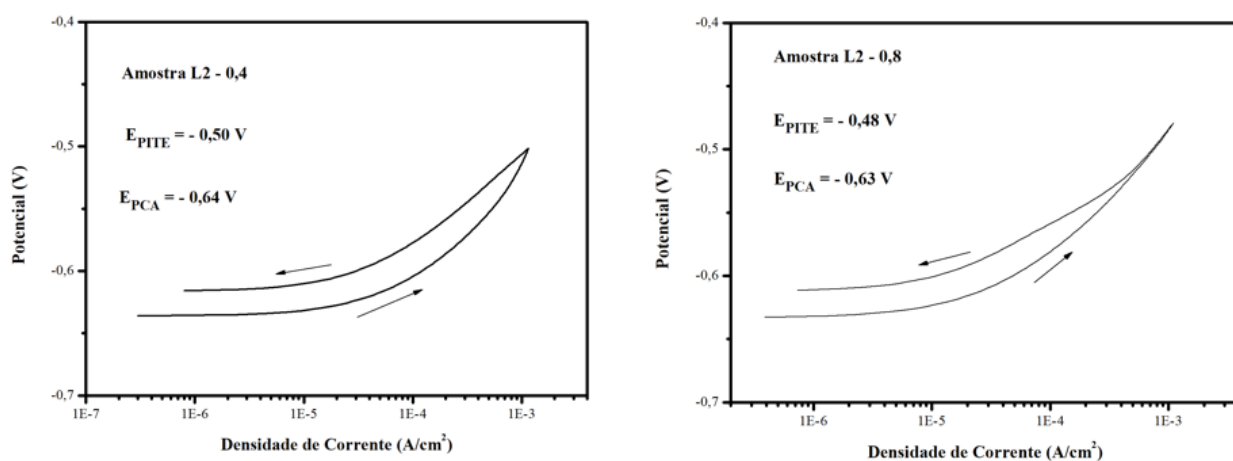 -0,4
Amostra L2 - 0,4
E_PITE = - 0,50 V
E_PCA = - 0,64 V
-0,5
-0,6
-0,7
Potencial (V)
1E-7 1E-6 1E-5 1E-4 1E-3
Densidade de Corrente (A/cm²)
-0,4
Amostra L2 - 0,8
E_PITE = - 0,48 V
E_PCA = - 0,63 V
-0,5
-0,6
-0,7
Potencial (V)
1E-6 1E-5 1E-4 1E-3
Densidade de Corrente (A/cm²)